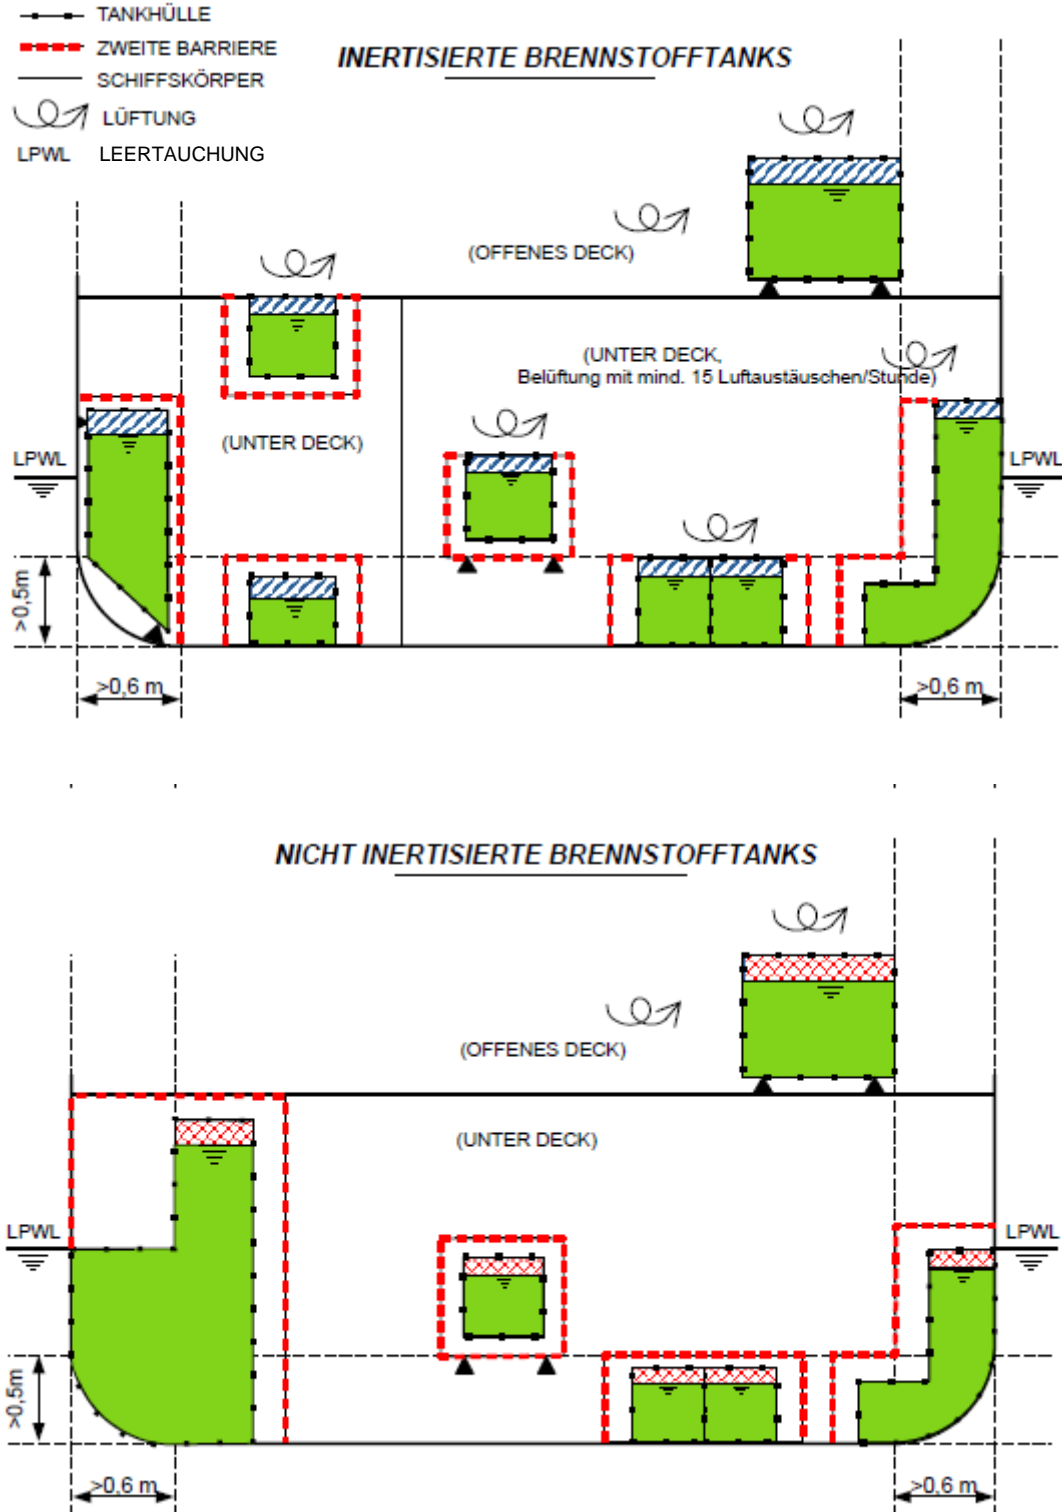 TANKHÜLLE
ZWEITE BARRIERE
SCHIFFSKÖRPER
LÜFTUNG
LPWL LEERTAUCHUNG
INERTISIERTE BRENNSTOFFTANKS
(OFFENES DECK)
(UNTER DECK,
Belüftung mit mind. 15 Luftaustäuschen/Stunde)
(UNTER DECK)
LPWL
LPWL
>0,5m
>0,6 m
>0,6 m
NICHT INERTISIERTE BRENNSTOFFTANKS
(OFFENES DECK)
(UNTER DECK)
LPWL
LPWL
>0,5m
>0,6 m
>0,6 m